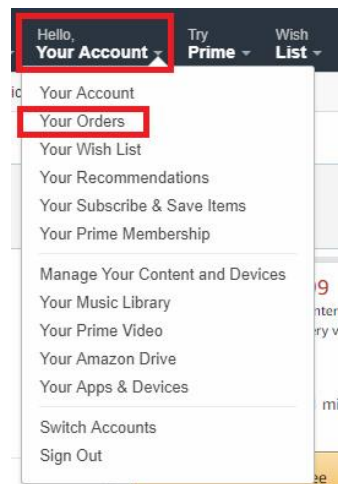 Hello,
Your Account
Try
Prime
Wish
List
Your Account
Your Orders
Your Wish List
Your Recommendations
Your Subscribe & Save Items
Your Prime Membership
Manage Your Content and Devices
Your Music Library
Your Prime Video
Your Amazon Drive
Your Apps & Devices
Switch Accounts
Sign Out